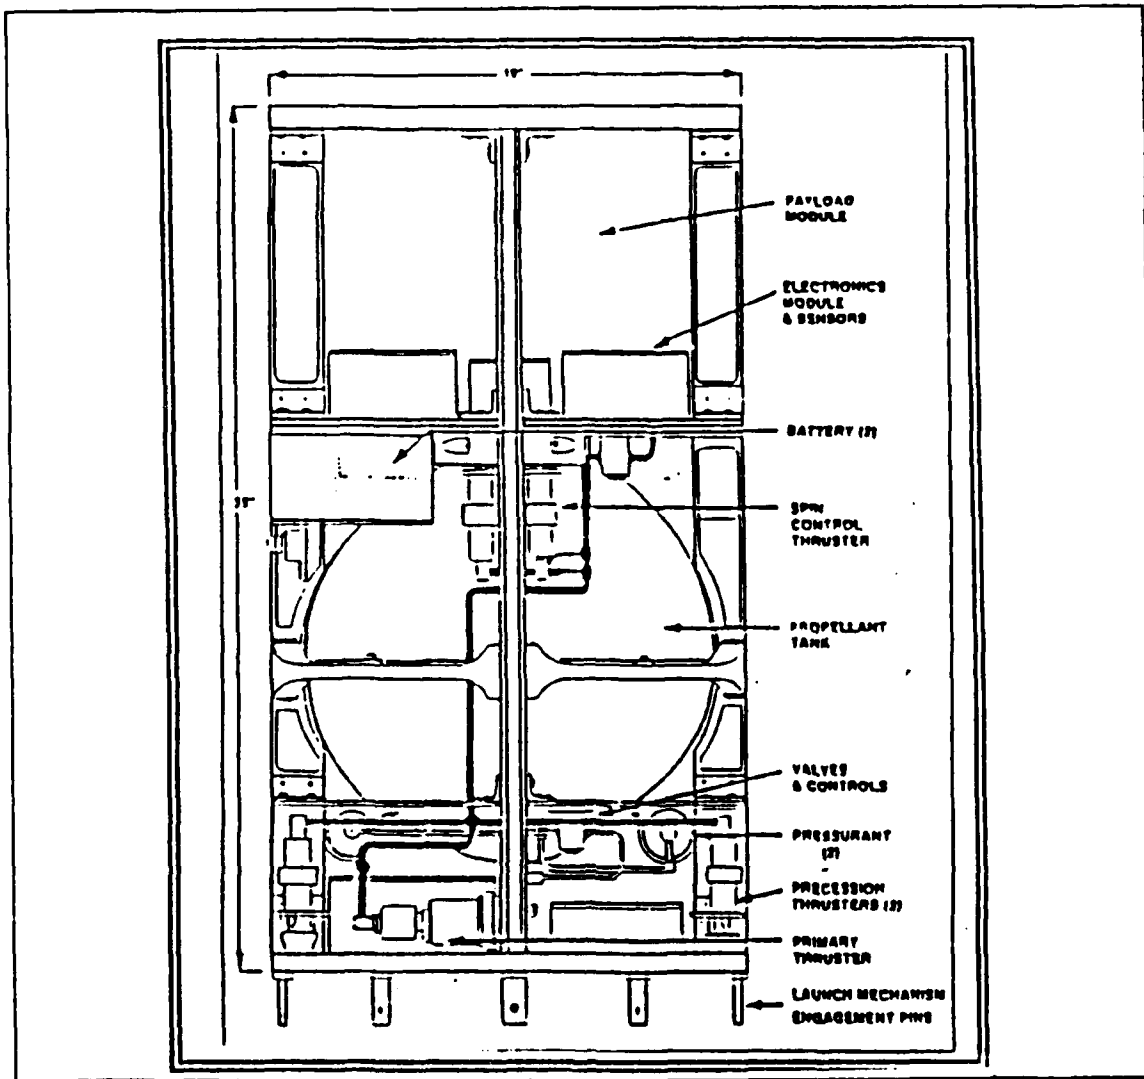 19"
PAYLOAD
MODULE
ELECTRONICS
MODULE
& SENSORS
BATTERY (2)
SPIN
CONTROL
THRUSTER
PROPELLANT
TANK
VALVES
& CONTROLS
PRESSURANT
(2)
PRECESSION
THRUSTERS (2)
PRIMARY
THRUSTER
LAUNCH MECHANISM
ENGAGEMENT PINS